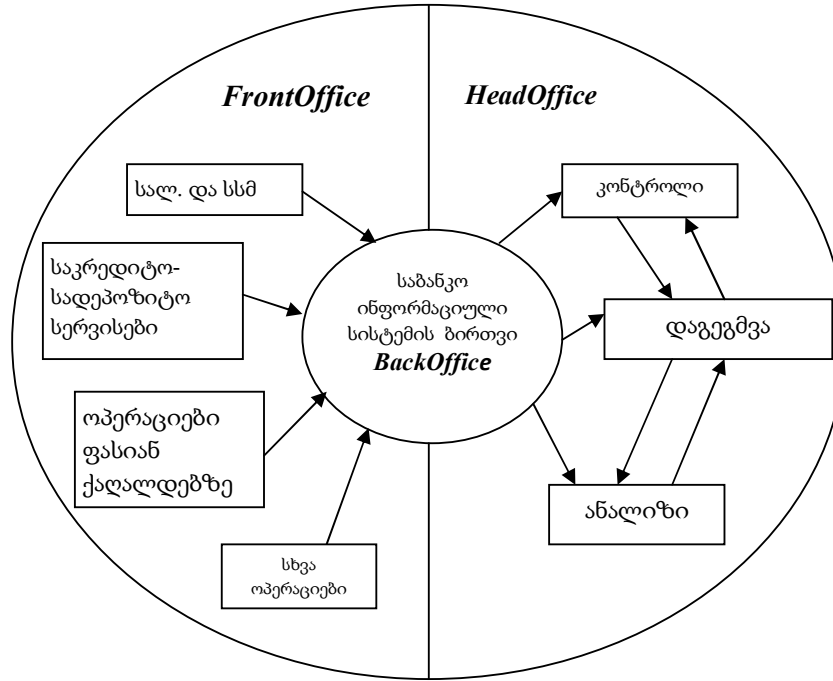 FrontOffice
HeadOffice
სალ. და სსმ
საკრედიტო-
სადეპოზიტო
სერვისები
ოპერაციები
ფასიან
ქაღალდებზე
სხვა
ოპერაციები
საბანკო
ინფორმაციული
სისტემის ბირთვი
BackOffice
კონტროლი
დაგეგმვა
ანალიზი